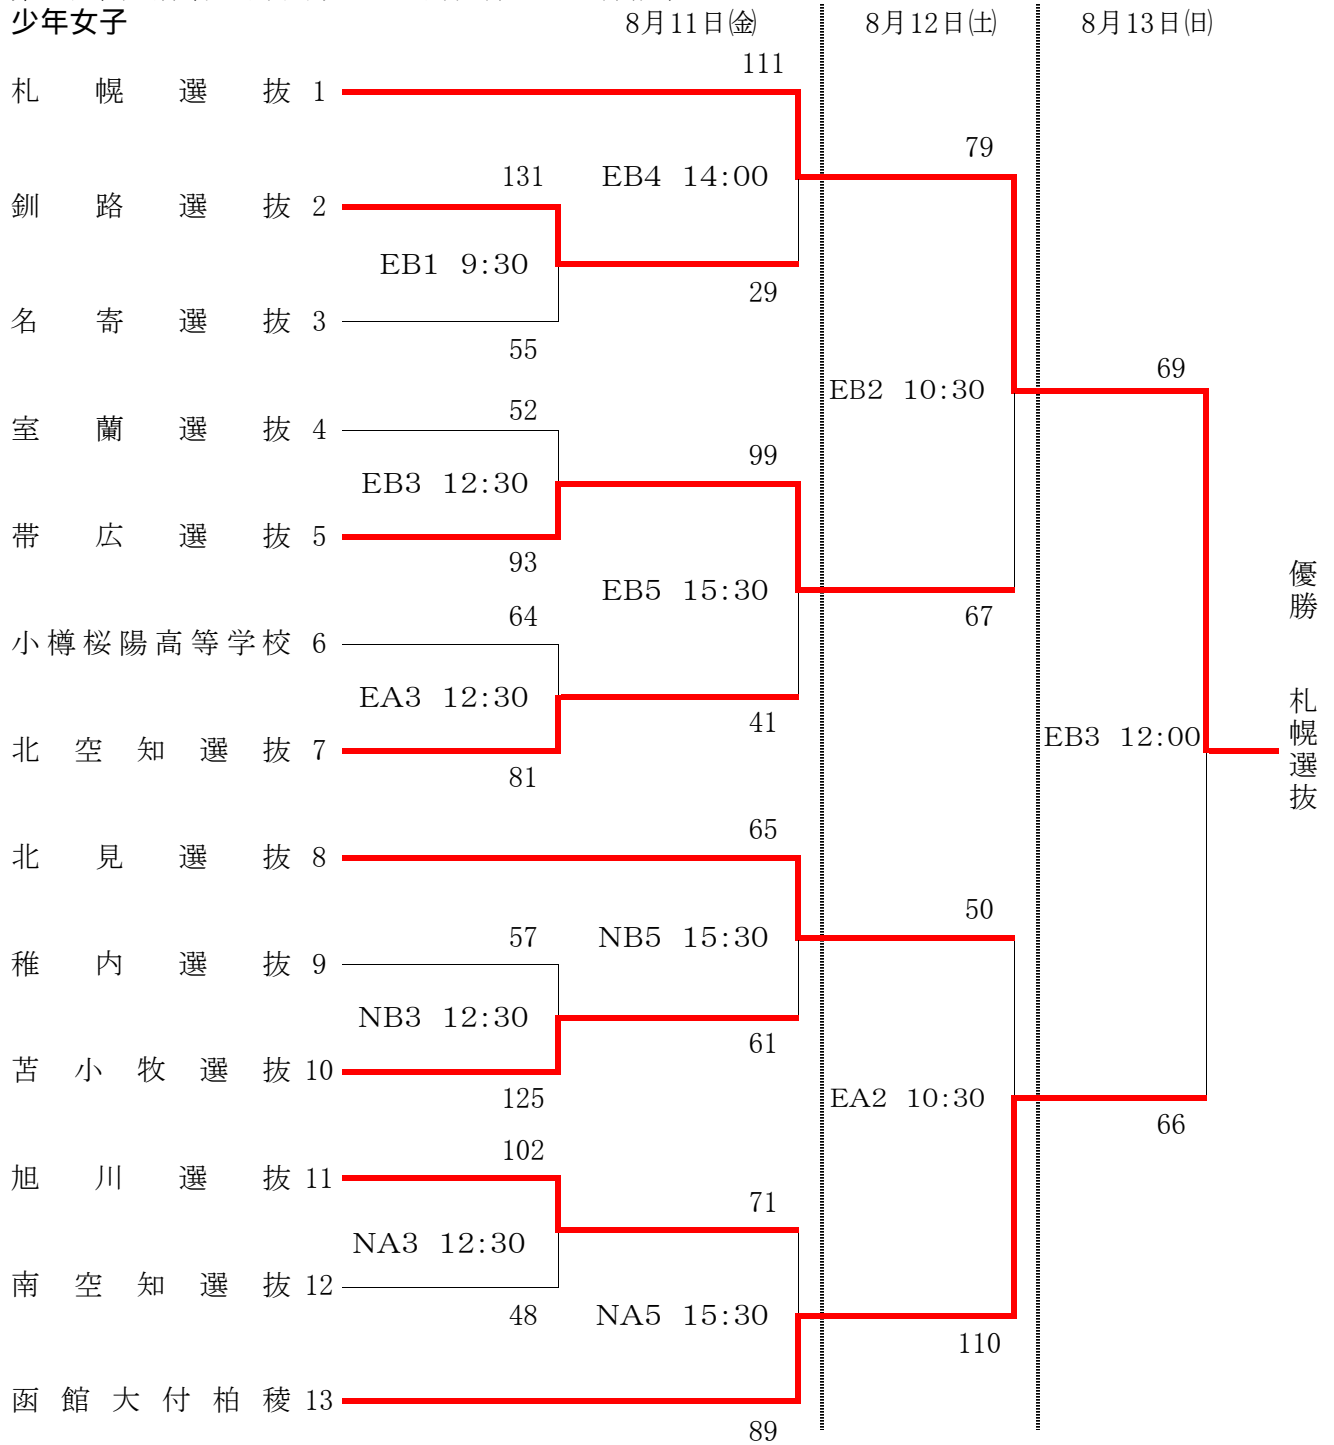 少年女子 8月11日㈮ 8月12日㈯ 8月13日㈰
111
札幌選抜 1
79
131 EB4 14:00
釧路選抜 2
EB1 9:30
29
名寄選抜 3
55
69
EB2 10:30
52
室蘭選抜 4
99
EB3 12:30
帯広選抜 5
93
EB5 15:30
64 67
小樽桜陽高等学校 6
EA3 12:30
41
北空知選抜 7
81
EB3 12:00
優勝 札幌選抜
65
北見選抜 8
50
57 NB5 15:30
稚内選抜 9
NB3 12:30
61
苫小牧選抜 10
125
EA2 10:30
66
102
旭川選抜 11
71
NA3 12:30
南空知選抜 12
48 NA5 15:30
110
函館大付柏稜 13
89